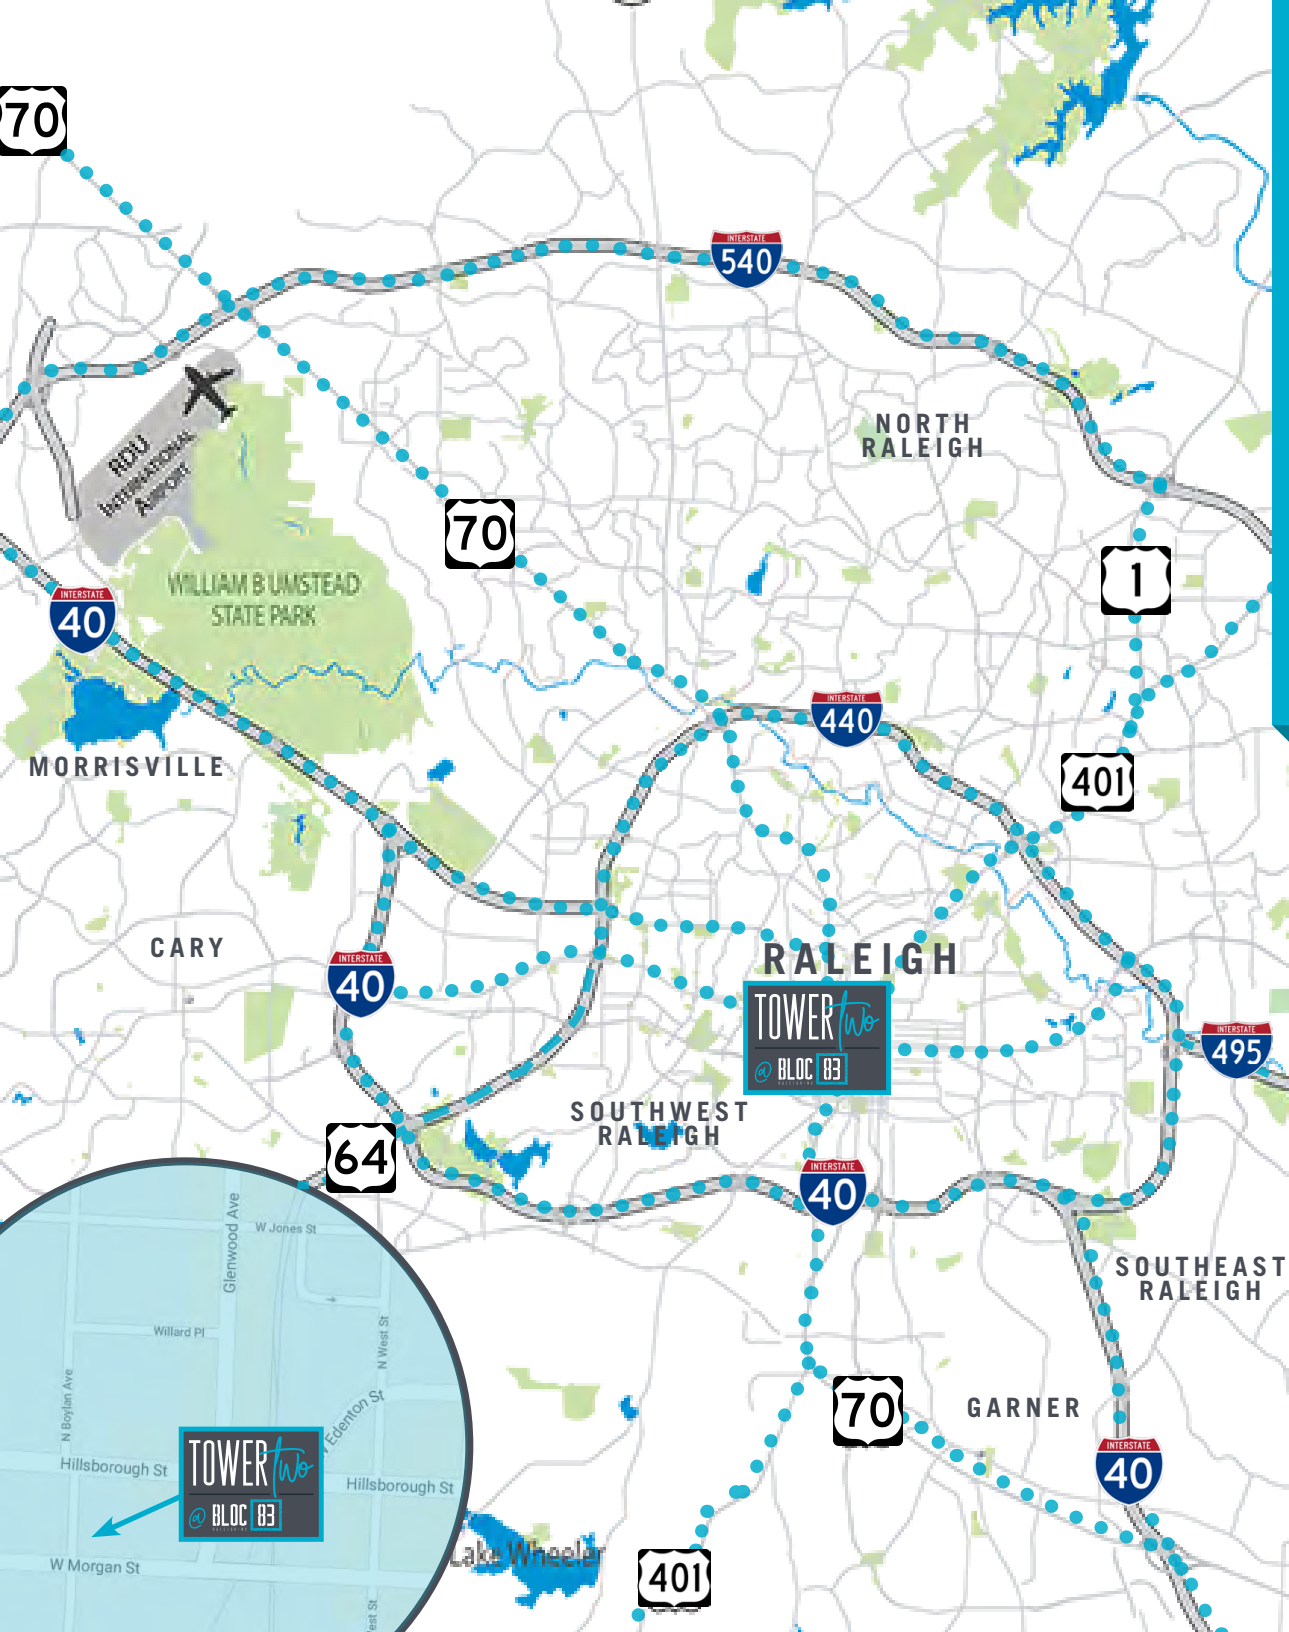 70
INTERSTATE
540
RDU
INTERNATIONAL
AIRPORT
NORTH
RALEIGH
70
1
WILLIAM B UMSTEAD
STATE PARK
INTERSTATE
40
INTERSTATE
440
MORRISVILLE
401
CARY
RALEIGH
INTERSTATE
40
TOWER two
@ BLOC 83
INTERSTATE
495
SOUTHWEST
RALEIGH
64
INTERSTATE
40
SOUTHEAST
RALEIGH
Glenwood Ave
W Jones St
Willard Pl
N West St
N Boylan Ave
W Edenton St
70
GARNER
TOWER two
@ BLOC 83
Hillsborough St
Hillsborough St
INTERSTATE
40
W Morgan St
Lake Wheeler
401